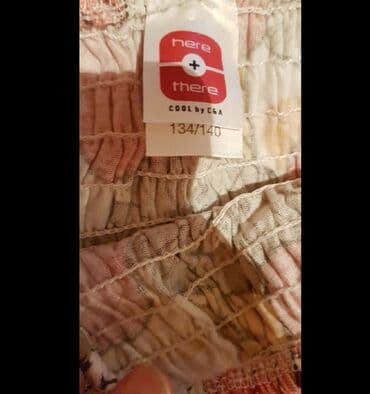 here
+
there
COOL by C&A
134/140